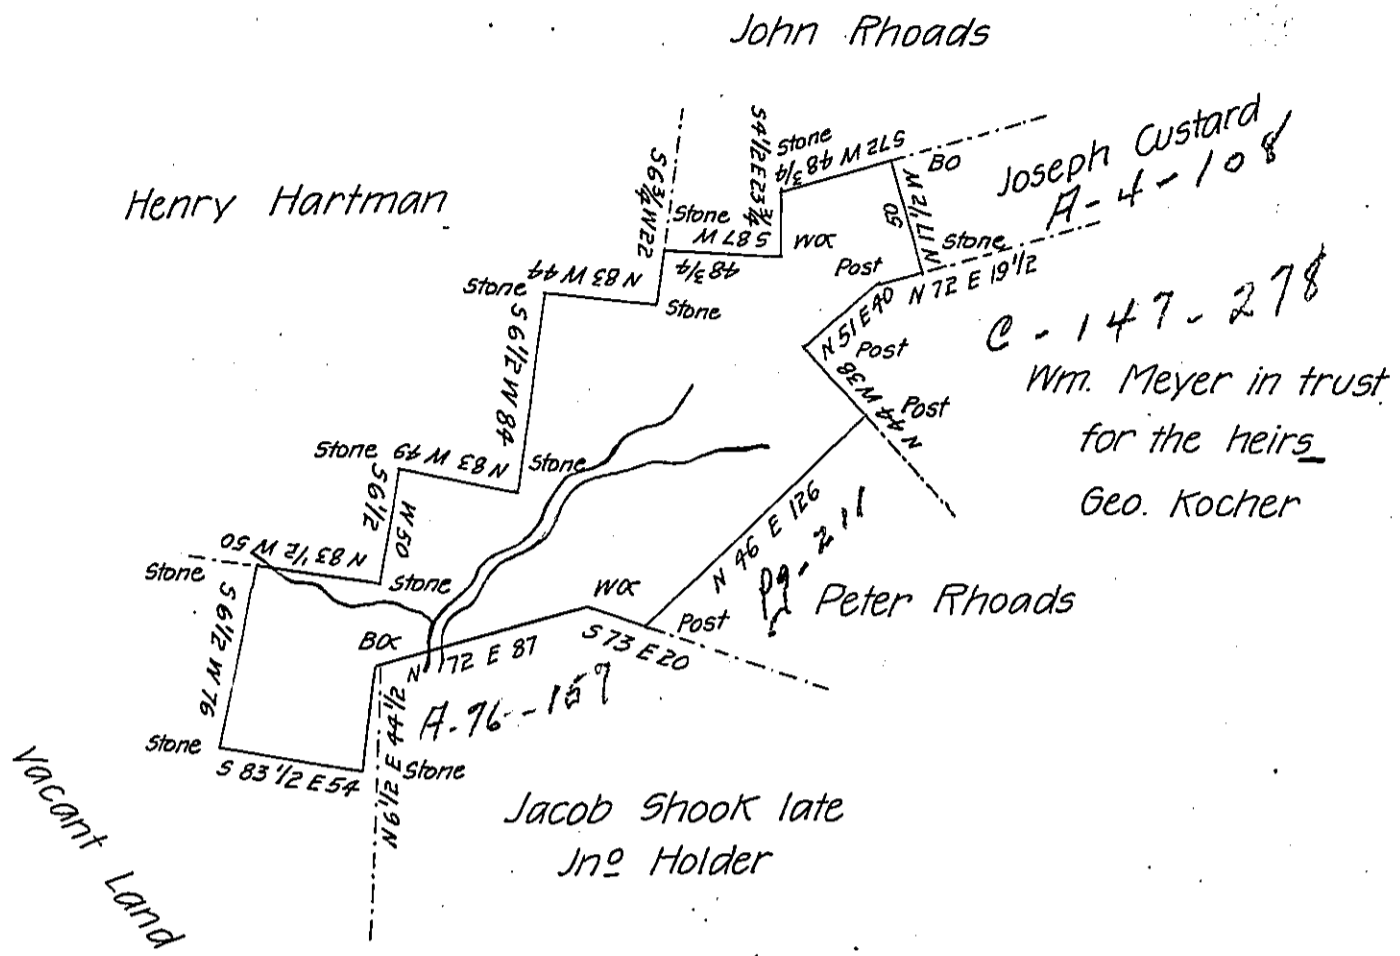 John Rhoads
Henry Hartman
Joseph Custard
A-4-108
C-147-278
Wm. Meyer in trust
for the heirs
Geo. Kocher
Pg-211
Peter Rhoads
A-76-157
Jacob Shook late
Jnº Holder
Vacant Land
S 6 3/4 W 22
S 4 1/2 E 23 3/4
Stone
S 72 W 48 3/4
BO
N 17 1/2 W
50
Stone
Stone
S 87 W
48 3/4
WO
Post
N 72 E 19 1/2
N 51 E 40
Post
N 44 W 38
Post
Stone
N 83 W 44
Stone
S 6 1/2 W 84
Stone
N 83 W 49
Stone
S 6 1/2
W 50
N 46 E 126
N 83 1/2 W 50
Stone
Stone
WO
Post
S 73 E 20
N 72 E 87
S 6 1/2 W 76
Stone
S 83 1/2 E 54
N 6 1/2 E 44 1/2
Stone